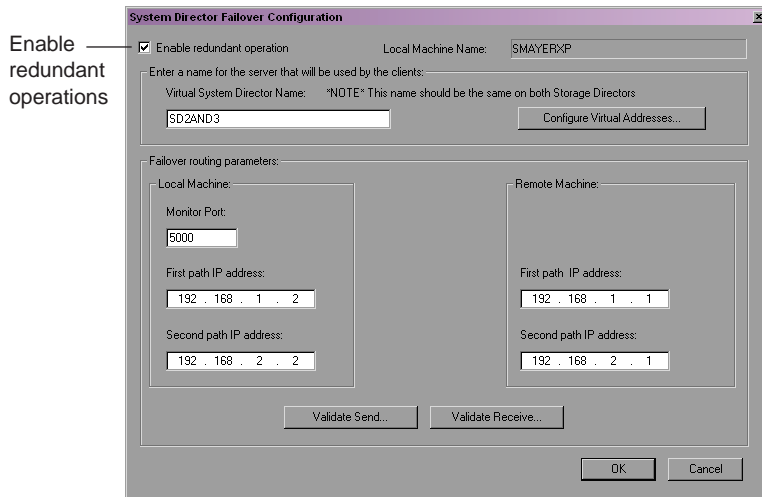 System Director Failover Configuration
Enable redundant operations
Enable redundant operation
Local Machine Name: SMAYERXP
Enter a name for the server that will be used by the clients:
Virtual System Director Name: *NOTE* This name should be the same on both Storage Directors
SD2AND3
Configure Virtual Addresses...
Failover routing parameters:
Local Machine:
Remote Machine:
Monitor Port:
5000
First path IP address:
First path IP address:
192 . 168 . 1 . 2
192 . 168 . 1 . 1
Second path IP address:
Second path IP address:
192 . 168 . 2 . 2
192 . 168 . 2 . 1
Validate Send...
Validate Receive...
OK
Cancel